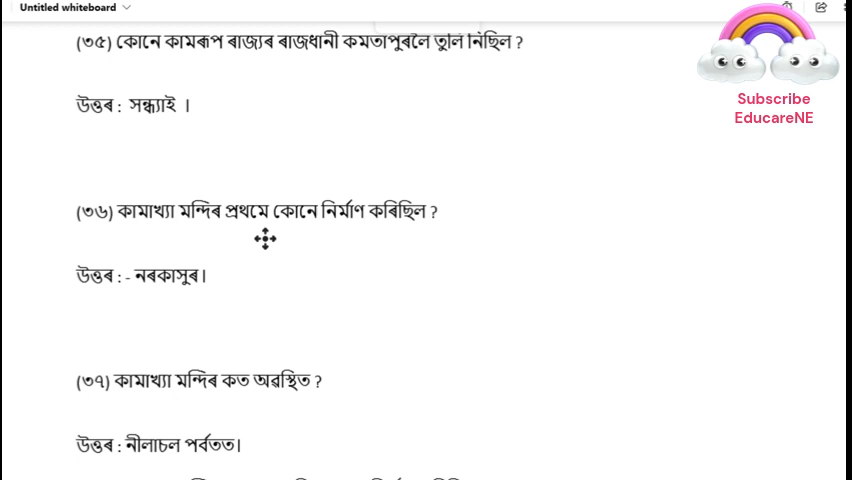 Untitled whiteboard
(৩৫) কোনে কামৰূপ ৰাজ্যৰ ৰাজধানী কমতাপুৰলৈ তুলি নিছিল ?
Subscribe
EducareNE
উত্তৰ : সন্ধ্যাই ।
(৩৬) কামাখ্যা মন্দিৰ প্ৰথমে কোনে নিৰ্মাণ কৰিছিল ?
উত্তৰ : - নৰকাসুৰ।
(৩৭) কামাখ্যা মন্দিৰ কত অৱস্থিত ?
উত্তৰ : নীলাচল পৰ্বতত।